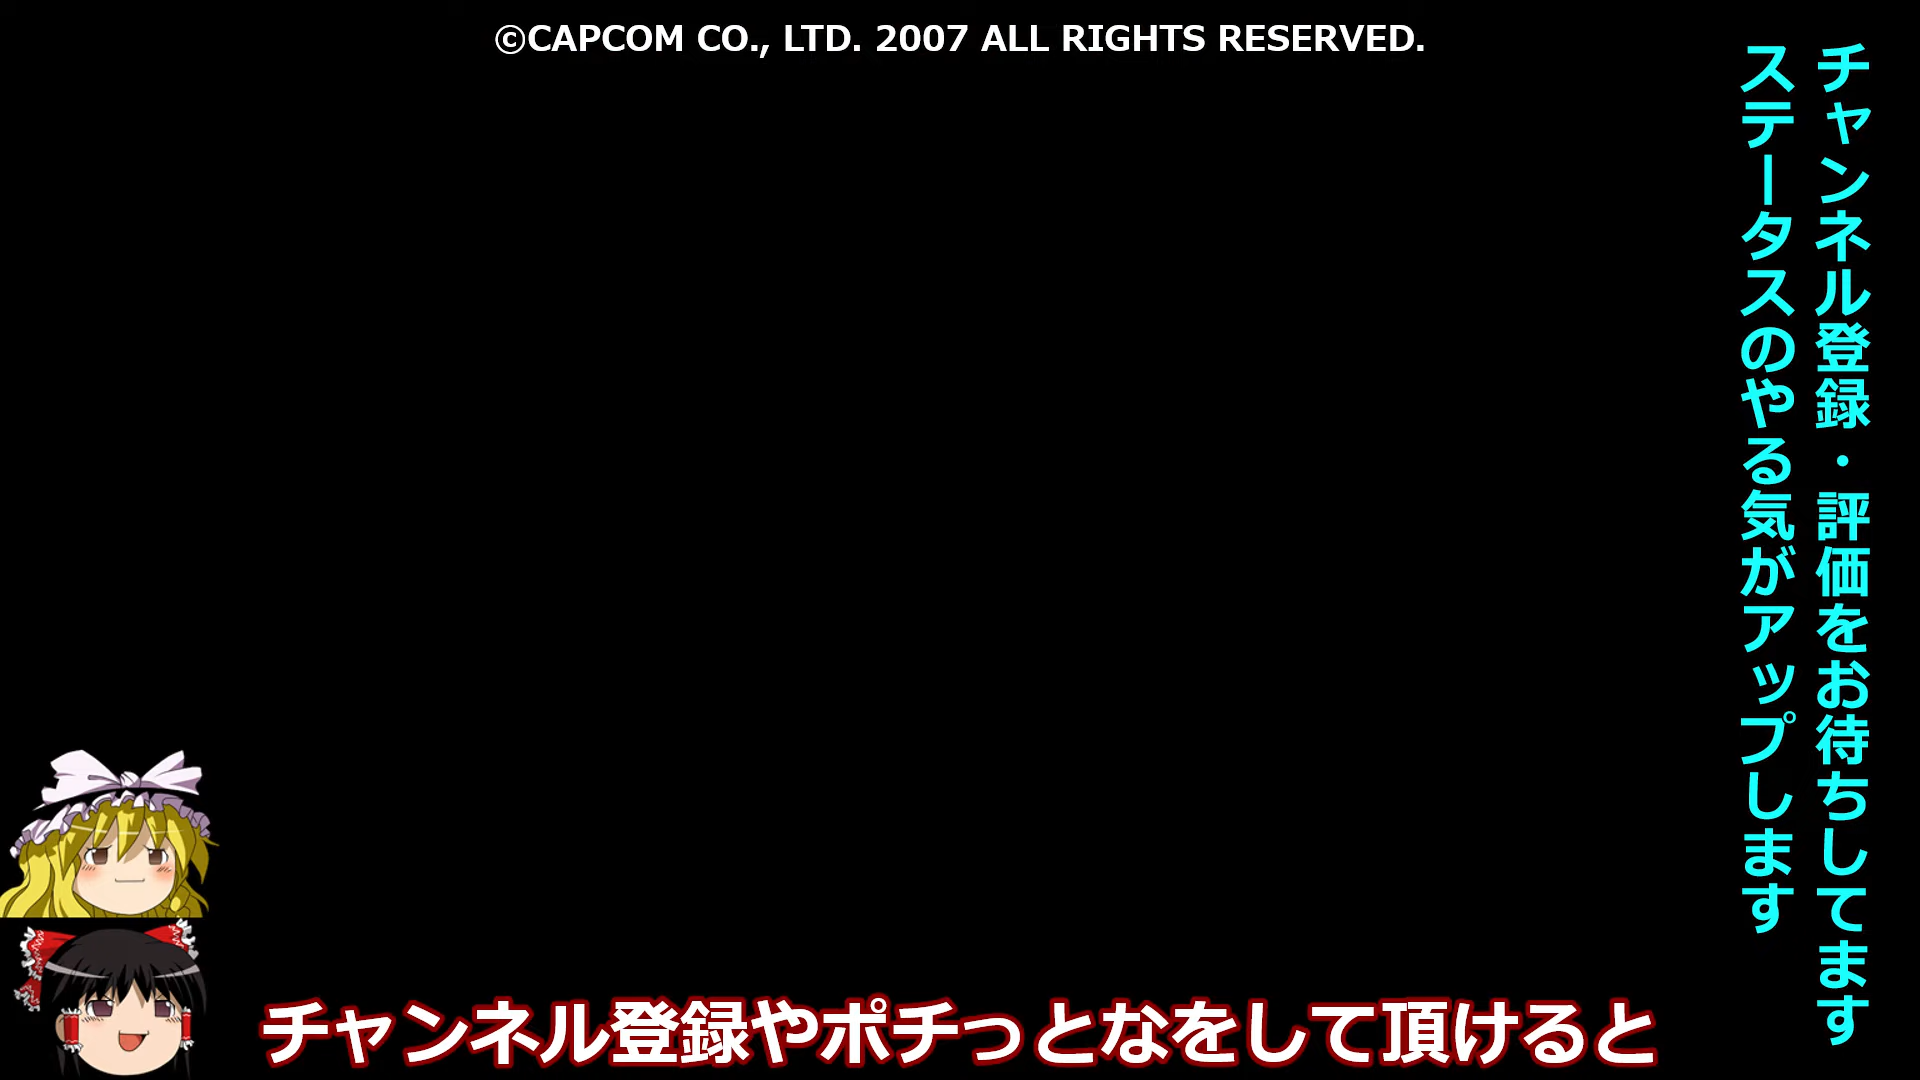 ©CAPCOM CO., LTD. 2007 ALL RIGHTS RESERVED.
チャンネル登録・評価をお待ちしてます
ステータスのやる気がアップします
チャンネル登録やポチっとなをして頂けると